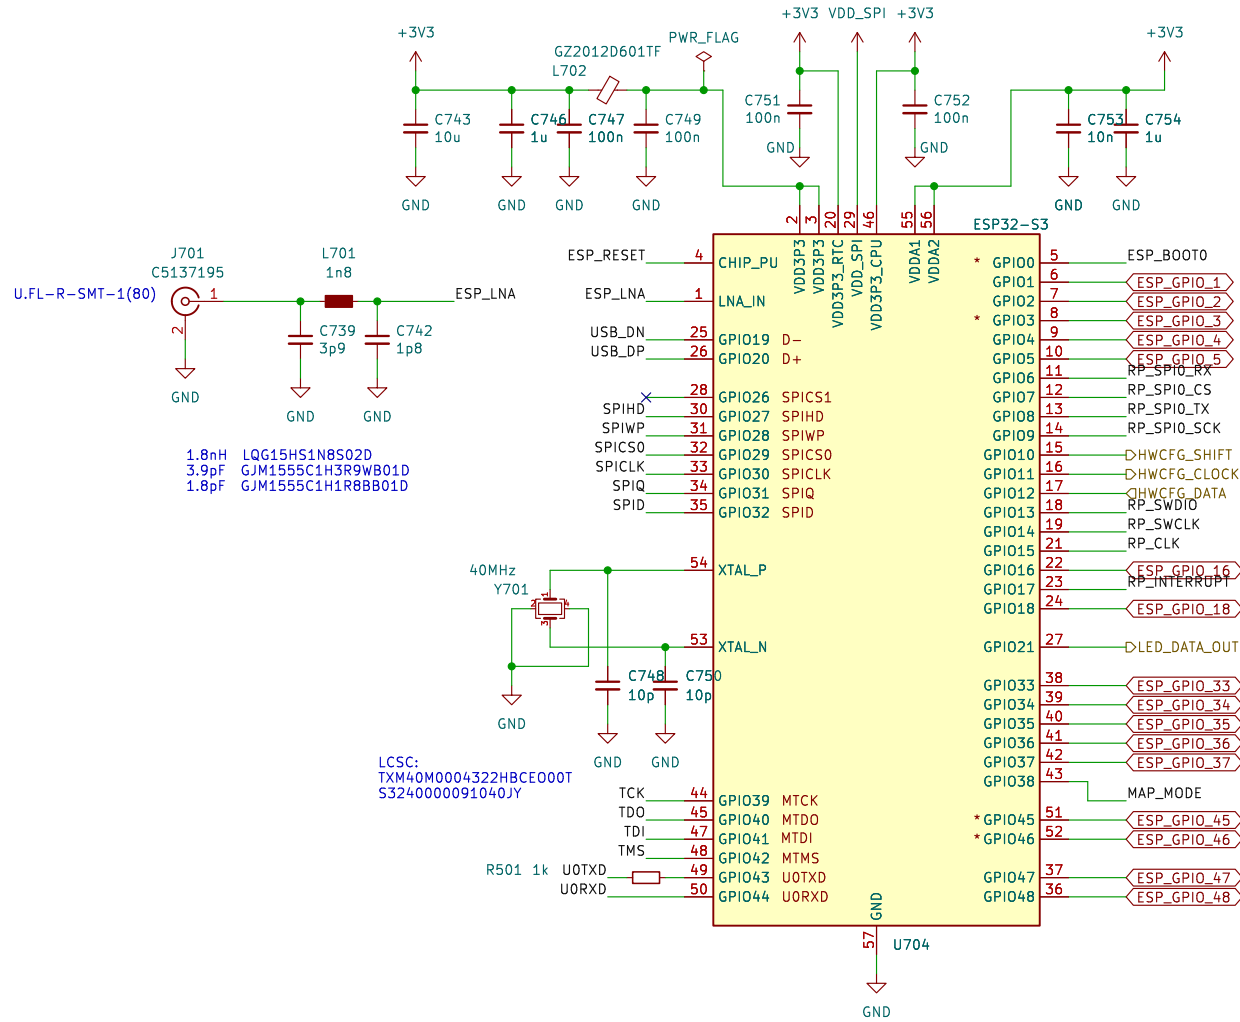 +3V3 VDD_SPI +3V3
+3V3
PWR_FLAG
+3V3
GZ2012D601TF
L702
C743
10u
C746
1u
C747
100n
C749
100n
C751
100n
C752
100n
C753
10n
C754
1u
GND
GND
GND
GND
GND
GND
GND
GND
2
3
20
29
46
55
56
ESP32-S3
VDD3P3
VDD3P3
VDD3P3_RTC
VDD_SPI
VDD3P3_CPU
VDDA1
VDDA2
J701
C5137195
U.FL-R-SMT-1(80)
1
2
GND
L701
1n8
ESP_LNA
C739
3p9
GND
C742
1p8
GND
1.8nH LQG15HS1N8S02D
3.9pF GJM1555C1H3R9WB01D
1.8pF GJM1555C1H1R8BB01D
ESP_RESET 4 CHIP_PU
ESP_LNA 1 LNA_IN
USB_DN 25 GPIO19 D-
USB_DP 26 GPIO20 D+
28 GPIO26 SPICS1
SPIHD 30 GPIO27 SPIHD
SPIWP 31 GPIO28 SPIWP
SPICS0 32 GPIO29 SPICS0
SPICLK 33 GPIO30 SPICLK
SPIQ 34 GPIO31 SPIQ
SPID 35 GPIO32 SPID
54 XTAL_P
53 XTAL_N
40MHz
Y701
1
2
4
3
GND
C748
10p
C750
10p
GND
GND
LCSC:
TXM40M0004322HBCEO00T
S3240000091040JY
TCK 44 GPIO39 MTCK
TDO 45 GPIO40 MTDO
TDI 47 GPIO41 MTDI
TMS 48 GPIO42 MTMS
R501 1k U0TXD 49 GPIO43 U0TXD
U0RXD 50 GPIO44 U0RXD
* GPIO0 5 ESP_BOOT0
GPIO1 6 ESP_GPIO_1
GPIO2 7 ESP_GPIO_2
* GPIO3 8 ESP_GPIO_3
GPIO4 9 ESP_GPIO_4
GPIO5 10 ESP_GPIO_5
GPIO6 11 RP_SPI0_RX
GPIO7 12 RP_SPI0_CS
GPIO8 13 RP_SPI0_TX
GPIO9 14 RP_SPI0_SCK
GPIO10 15 HWCFG_SHIFT
GPIO11 16 HWCFG_CLOCK
GPIO12 17 HWCFG_DATA
GPIO13 18 RP_SWDIO
GPIO14 19 RP_SWCLK
GPIO15 21 RP_CLK
GPIO16 22 ESP_GPIO_16
GPIO17 23 RP_INTERRUPT
GPIO18 24 ESP_GPIO_18
GPIO21 27 LED_DATA_OUT
GPIO33 38 ESP_GPIO_33
GPIO34 39 ESP_GPIO_34
GPIO35 40 ESP_GPIO_35
GPIO36 41 ESP_GPIO_36
GPIO37 42 ESP_GPIO_37
GPIO38 43 MAP_MODE
* GPIO45 51 ESP_GPIO_45
* GPIO46 52 ESP_GPIO_46
GPIO47 37 ESP_GPIO_47
GPIO48 36 ESP_GPIO_48
GND
57
U704
GND